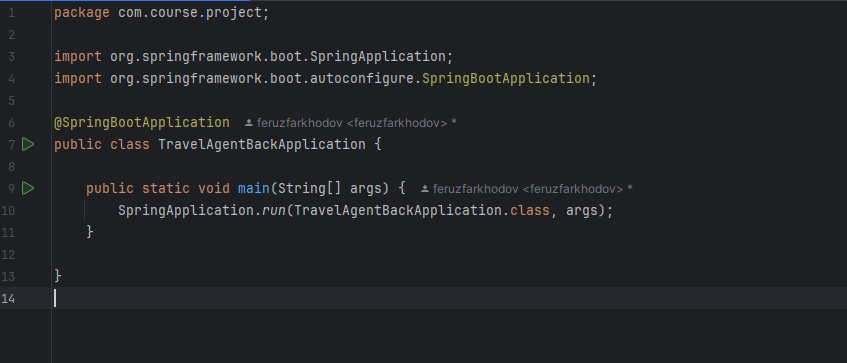 1 package com.course.project;
2
3 import org.springframework.boot.SpringApplication;
4 import org.springframework.boot.autoconfigure.SpringBootApplication;
5
6 @SpringBootApplication feruzfarkhodov <feruzfarkhodov> *
7 public class TravelAgentBackApplication {
8
9 public static void main(String[] args) { feruzfarkhodov <feruzfarkhodov> *
10 SpringApplication.run(TravelAgentBackApplication.class, args);
11 }
12
13 }
14